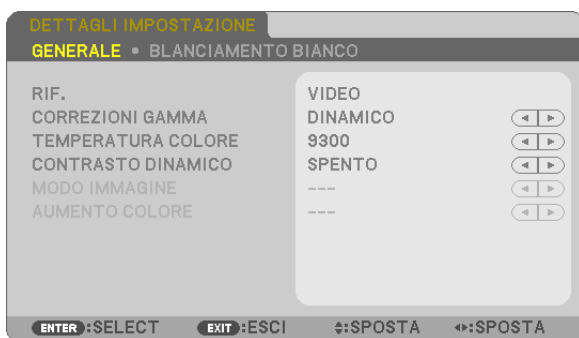 DETTAGLI IMPOSTAZIONE
GENERALE • BLANCIAMENTO BIANCO
RIF. VIDEO
CORREZIONI GAMMA DINAMICO
TEMPERATURA COLORE 9300
CONTRASTO DINAMICO SPENTO
MODO IMMAGINE ---
AUMENTO COLORE ---
ENTER :SELECT EXIT :ESCI :SPOSTA :SPOSTA